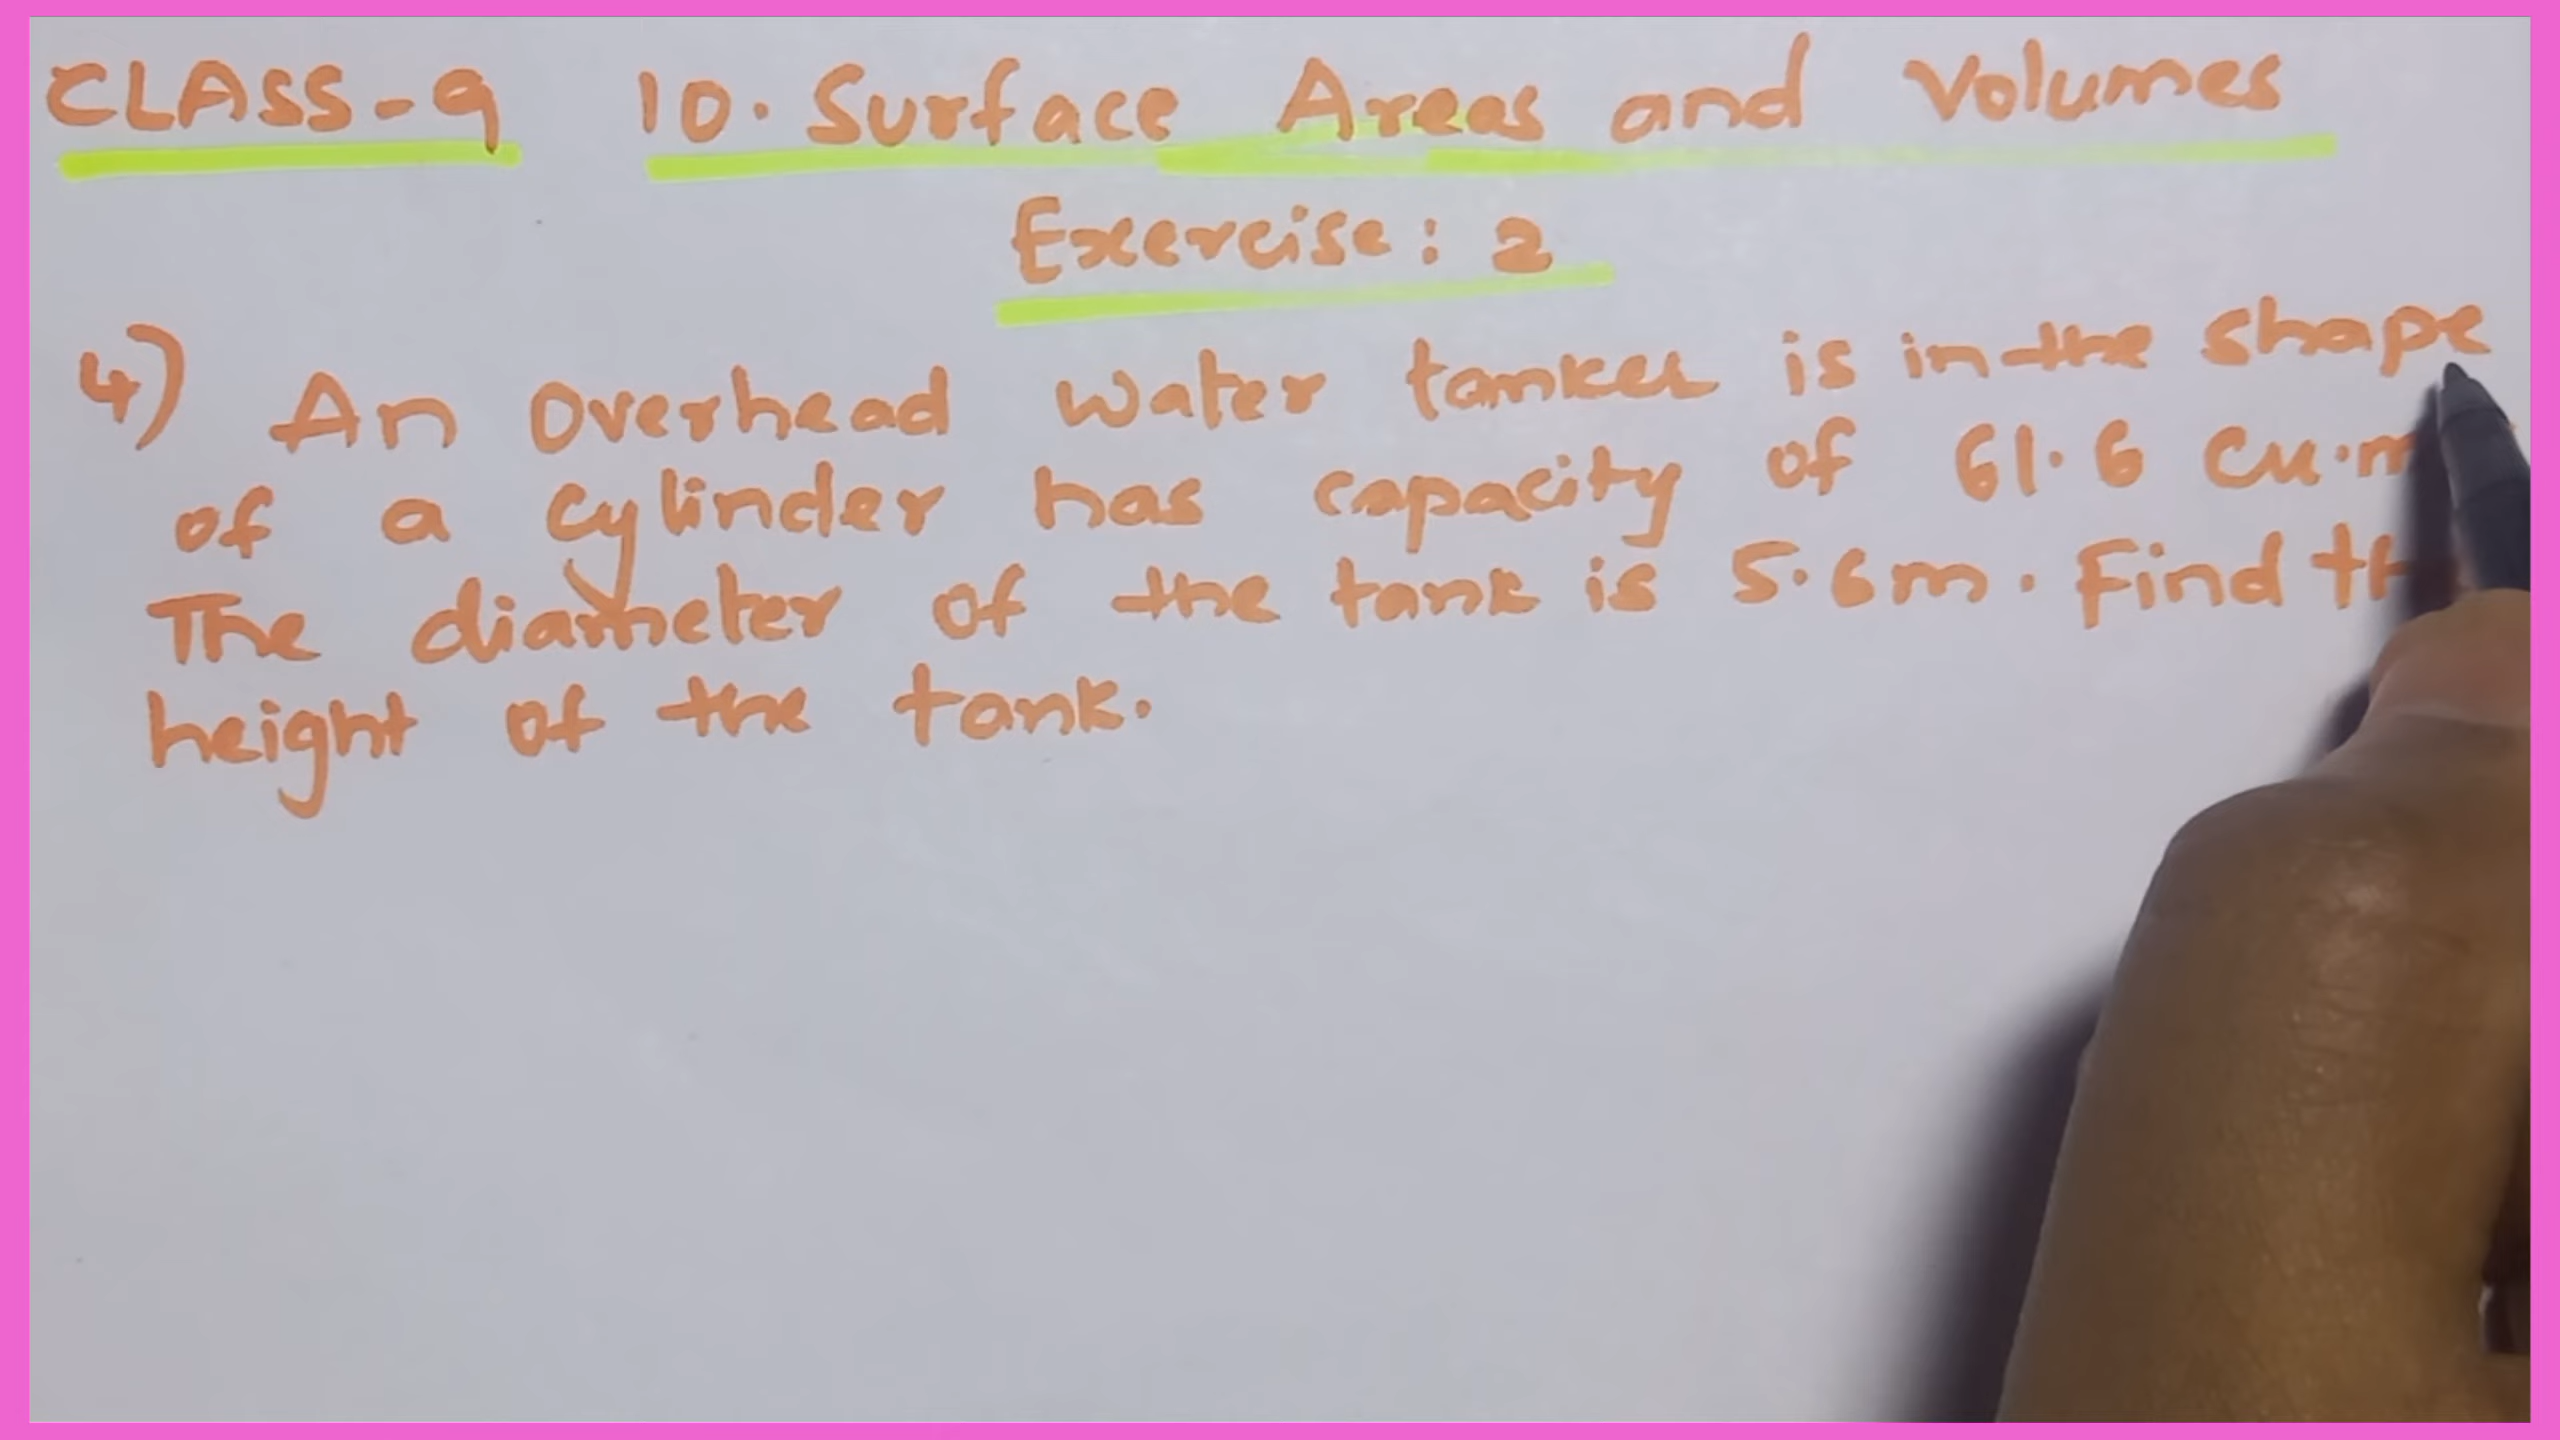 CLASS-9 10. Surface Areas and Volumes
Exercise: 2
4) An Overhead water tanker is in the shape
of a cylinder has capacity of 61.6 cu.m
The diameter of the tank is 5.6m. Find
height of the tank.